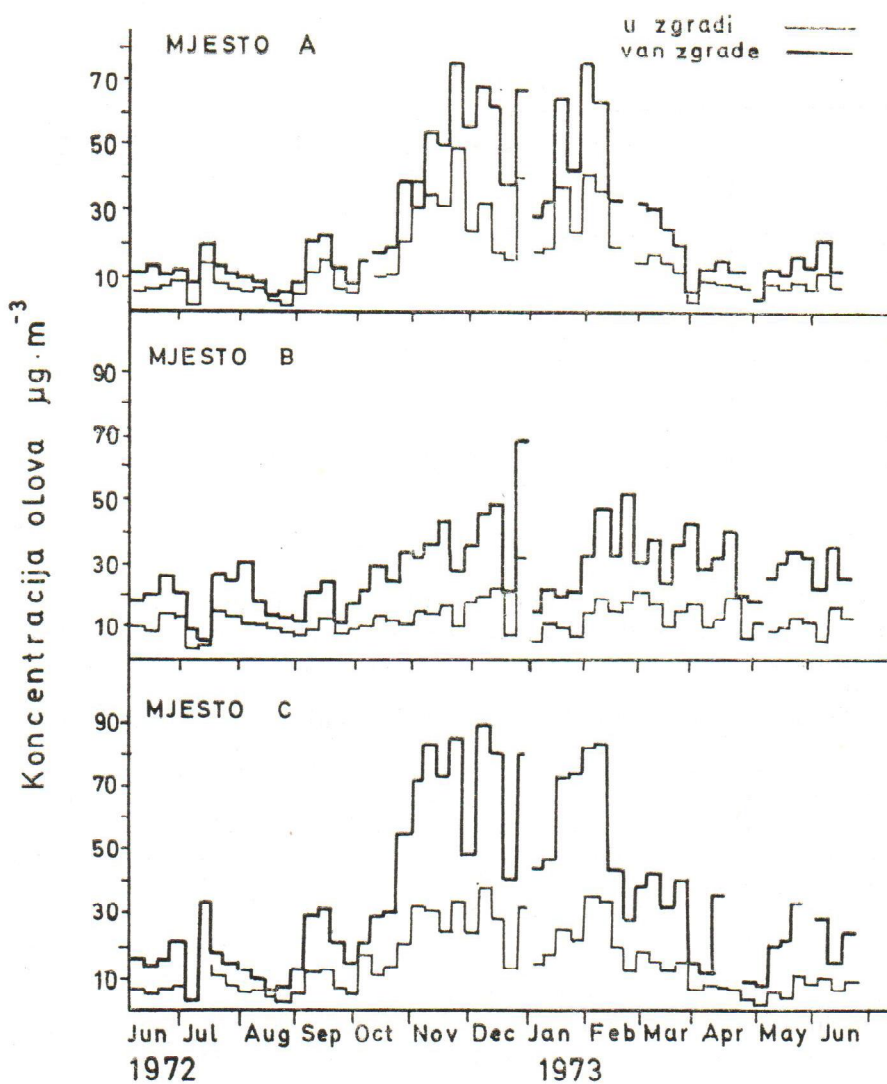 u zgradi
van zgrade
MJESTO A
70
50
30
10
MJESTO B
90
70
50
30
10
MJESTO C
90
70
50
30
10
Koncentracija olova µg·m⁻³
Jun Jul Aug Sep Oct Nov Dec Jan Feb Mar Apr May Jun
1972 1973